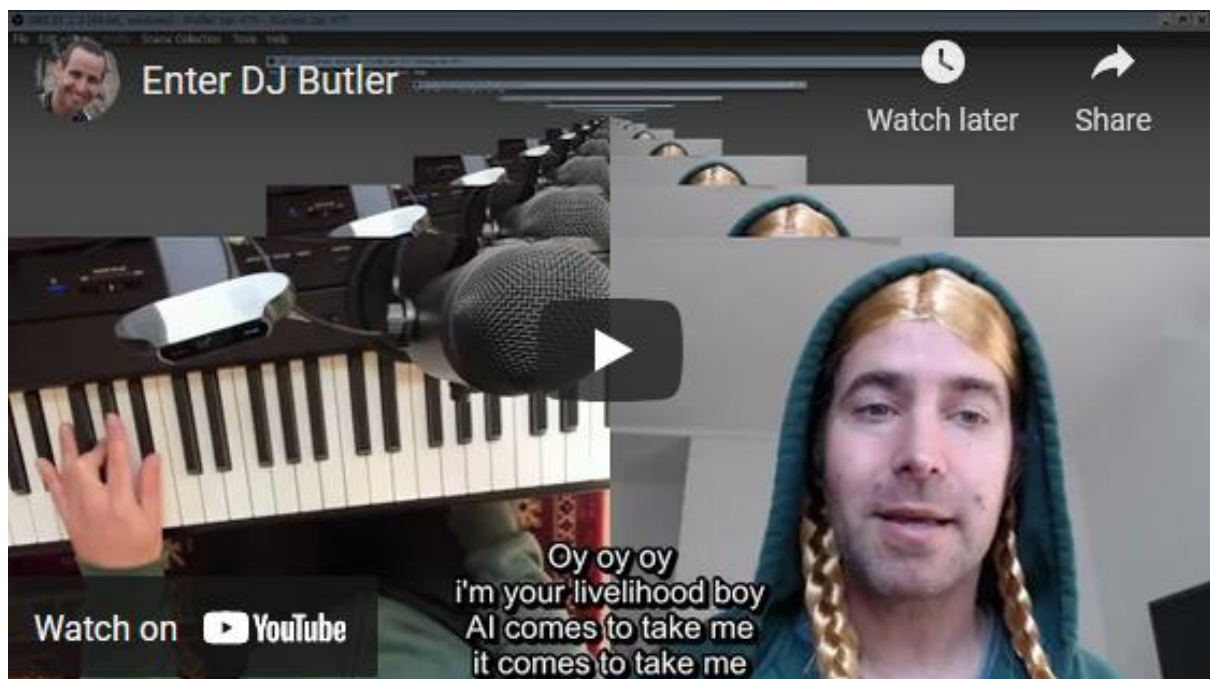 Enter DJ Butler
Watch later
Share
Oy oy oy
i'm your livelihood boy
AI comes to take me
it comes to take me
Watch on YouTube